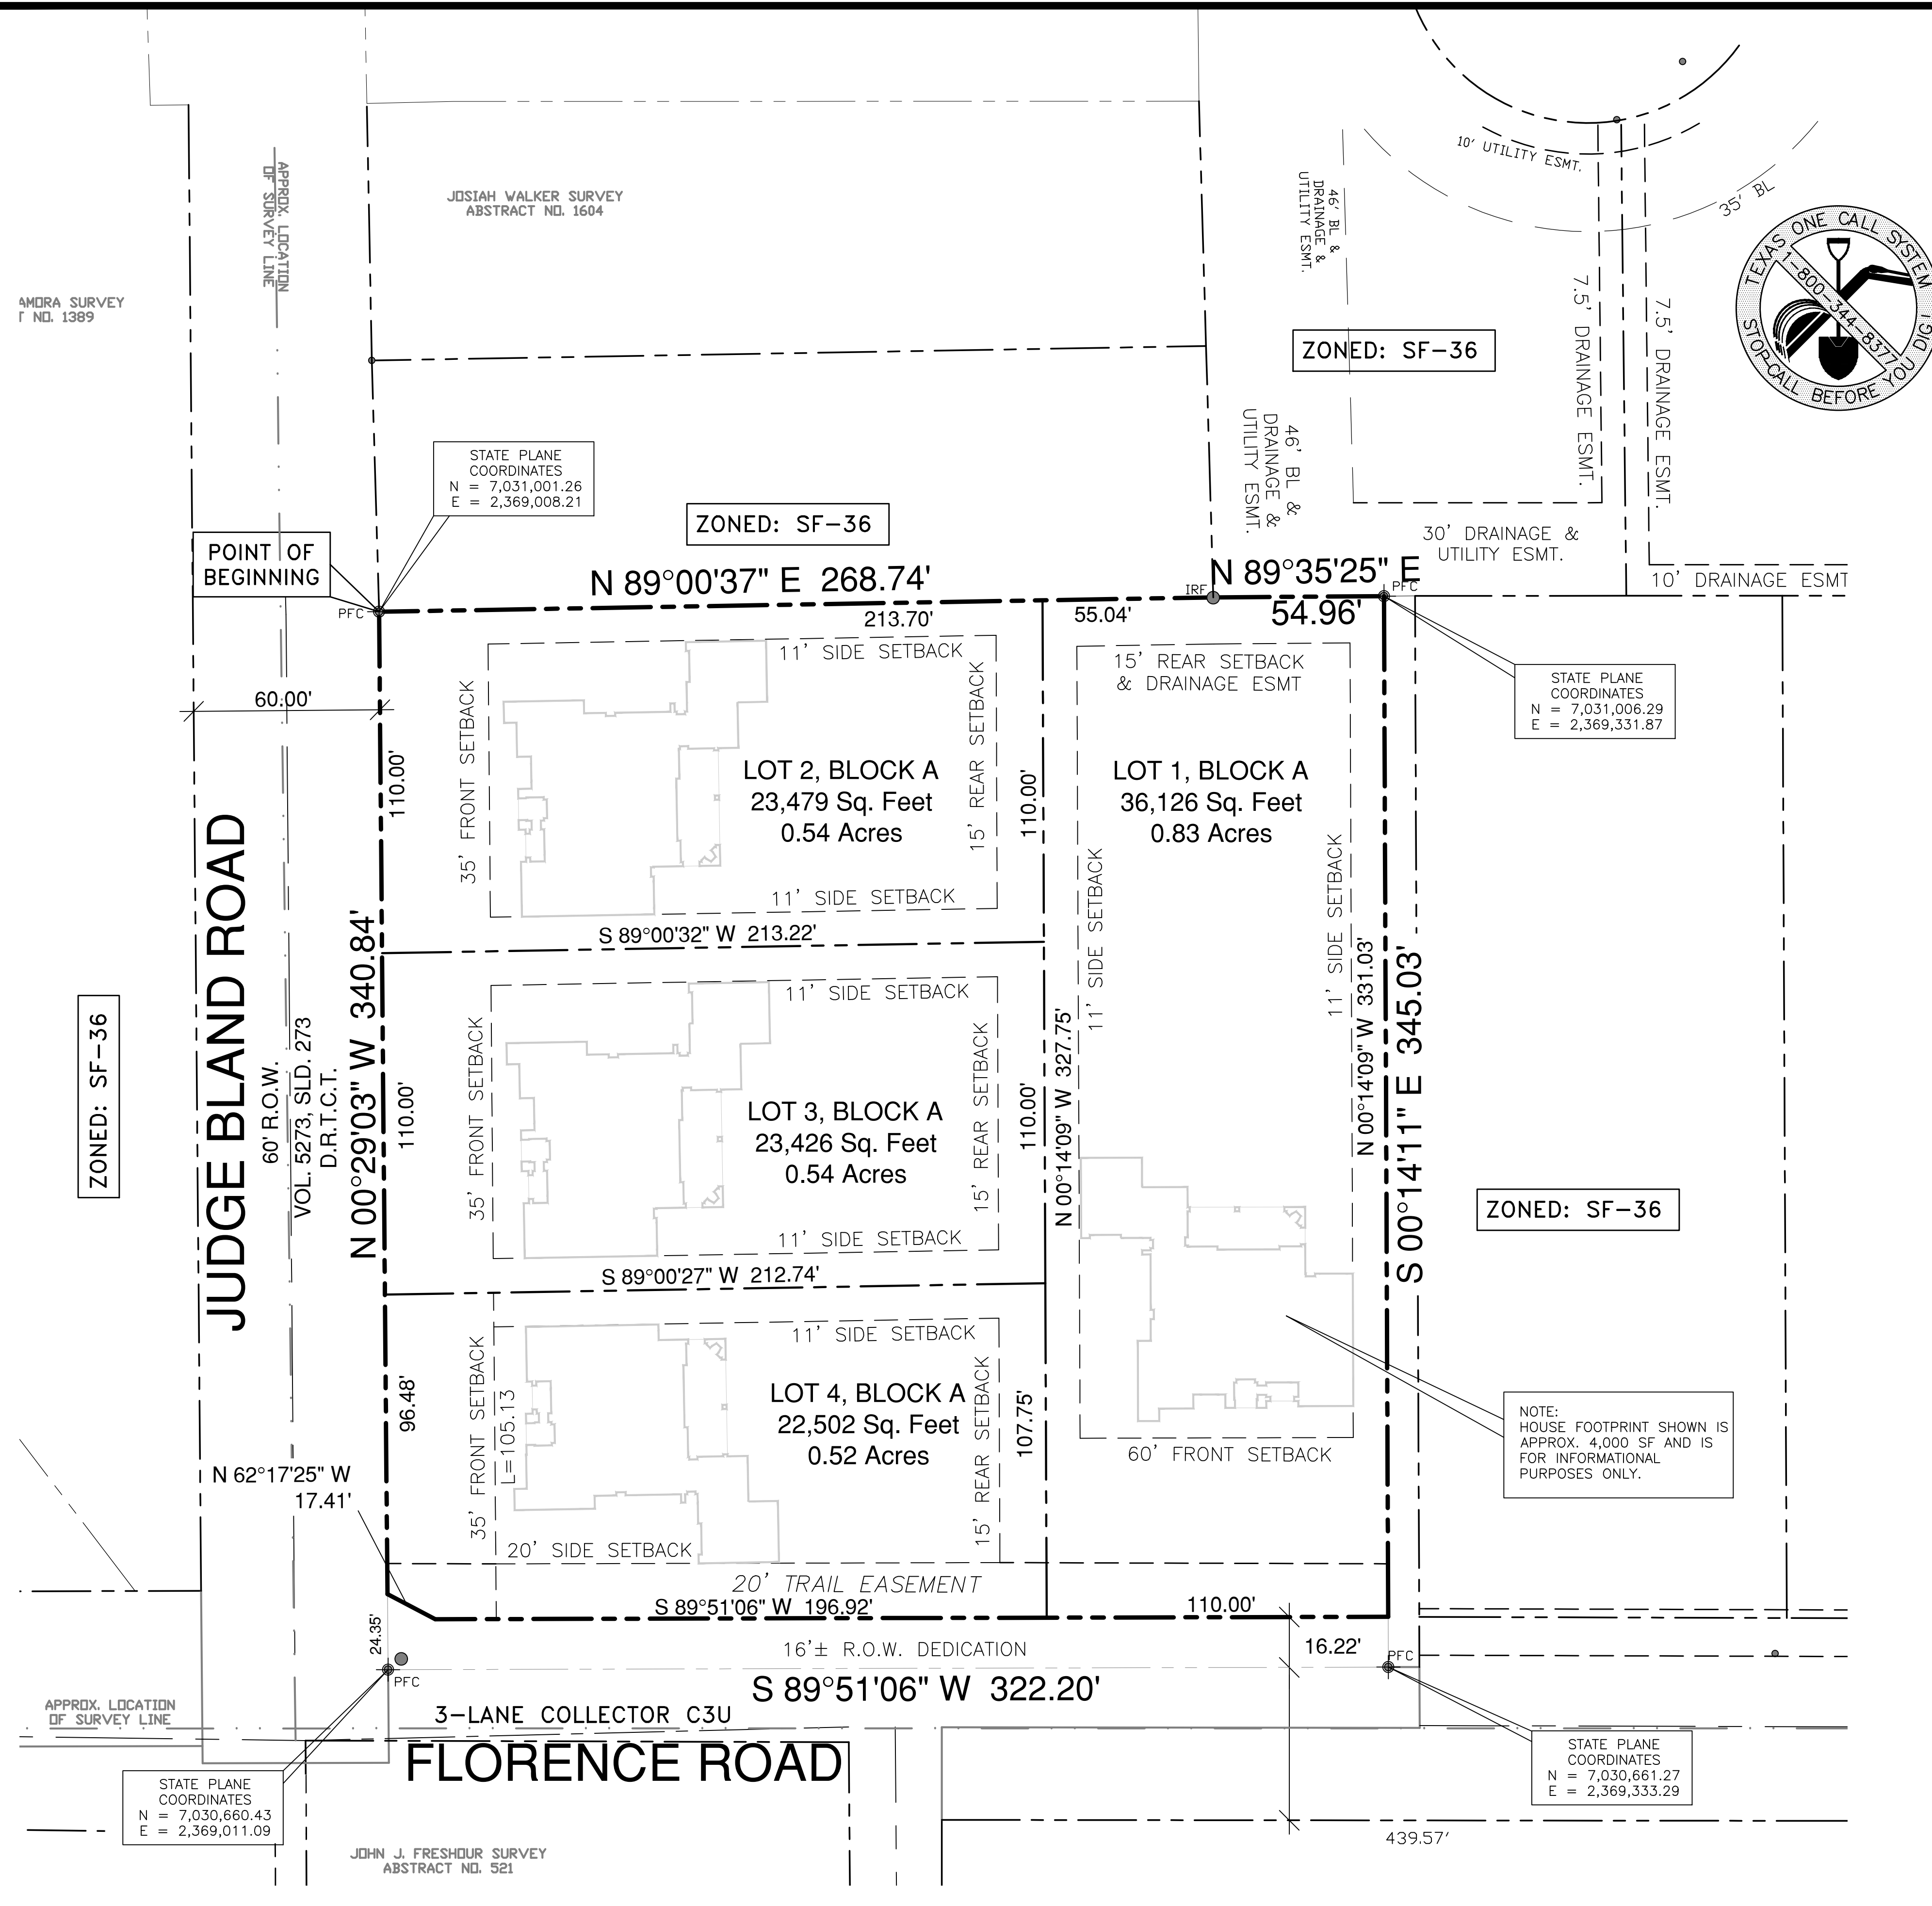 JOSIAH WALKER SURVEY
ABSTRACT NO. 1604
APPROX. LOCATION
OF SURVEY LINE
AMORA SURVEY
T NO. 1389
10' UTILITY ESMT.
35' BL
46' BL &
DRAINAGE &
UTILITY ESMT.
7.5' DRAINAGE ESMT.
7.5' DRAINAGE ESMT.
TEXAS ONE CALL SYSTEM
1-800-344-8377
STOP-CALL BEFORE YOU DIG!
ZONED: SF-36
46' BL &
DRAINAGE &
UTILITY ESMT.
STATE PLANE
COORDINATES
N = 7,031,001.26
E = 2,369,008.21
ZONED: SF-36
30' DRAINAGE &
UTILITY ESMT.
10' DRAINAGE ESMT
POINT OF
BEGINNING
PFC
N 89°00'37" E 268.74'
IRF
N 89°35'25" E
54.96'
PFC
213.70'
55.04'
STATE PLANE
COORDINATES
N = 7,031,006.29
E = 2,369,331.87
60.00'
11' SIDE SETBACK
35' FRONT SETBACK
15' REAR SETBACK
110.00'
LOT 2, BLOCK A
23,479 Sq. Feet
0.54 Acres
110.00'
11' SIDE SETBACK
S 89°00'32" W 213.22'
15' REAR SETBACK
& DRAINAGE ESMT
LOT 1, BLOCK A
36,126 Sq. Feet
0.83 Acres
11' SIDE SETBACK
11' SIDE SETBACK
N 00°14'09" W 331.03'
S 00°14'11" E 345.03'
ZONED: SF-36
JUDGE BLAND ROAD
60' R.O.W.
VOL. 5273, SLD. 273
D.R.T.C.T.
N 00°29'03" W 340.84'
110.00'
11' SIDE SETBACK
35' FRONT SETBACK
LOT 3, BLOCK A
23,426 Sq. Feet
0.54 Acres
15' REAR SETBACK
110.00'
N 00°14'09" W 327.75'
11' SIDE SETBACK
S 89°00'27" W 212.74'
ZONED: SF-36
96.48'
35' FRONT SETBACK
L=105.13
11' SIDE SETBACK
LOT 4, BLOCK A
22,502 Sq. Feet
0.52 Acres
15' REAR SETBACK
107.75'
60' FRONT SETBACK
NOTE:
HOUSE FOOTPRINT SHOWN IS
APPROX. 4,000 SF AND IS
FOR INFORMATIONAL
PURPOSES ONLY.
N 62°17'25" W
17.41'
20' SIDE SETBACK
20' TRAIL EASEMENT
S 89°51'06" W 196.92'
110.00'
24.35'
16'± R.O.W. DEDICATION
16.22'
PFC
PFC
S 89°51'06" W 322.20'
APPROX. LOCATION
OF SURVEY LINE
3-LANE COLLECTOR C3U
FLORENCE ROAD
STATE PLANE
COORDINATES
N = 7,030,660.43
E = 2,369,011.09
STATE PLANE
COORDINATES
N = 7,030,661.27
E = 2,369,333.29
439.57'
JOHN J. FRESHOUR SURVEY
ABSTRACT NO. 521